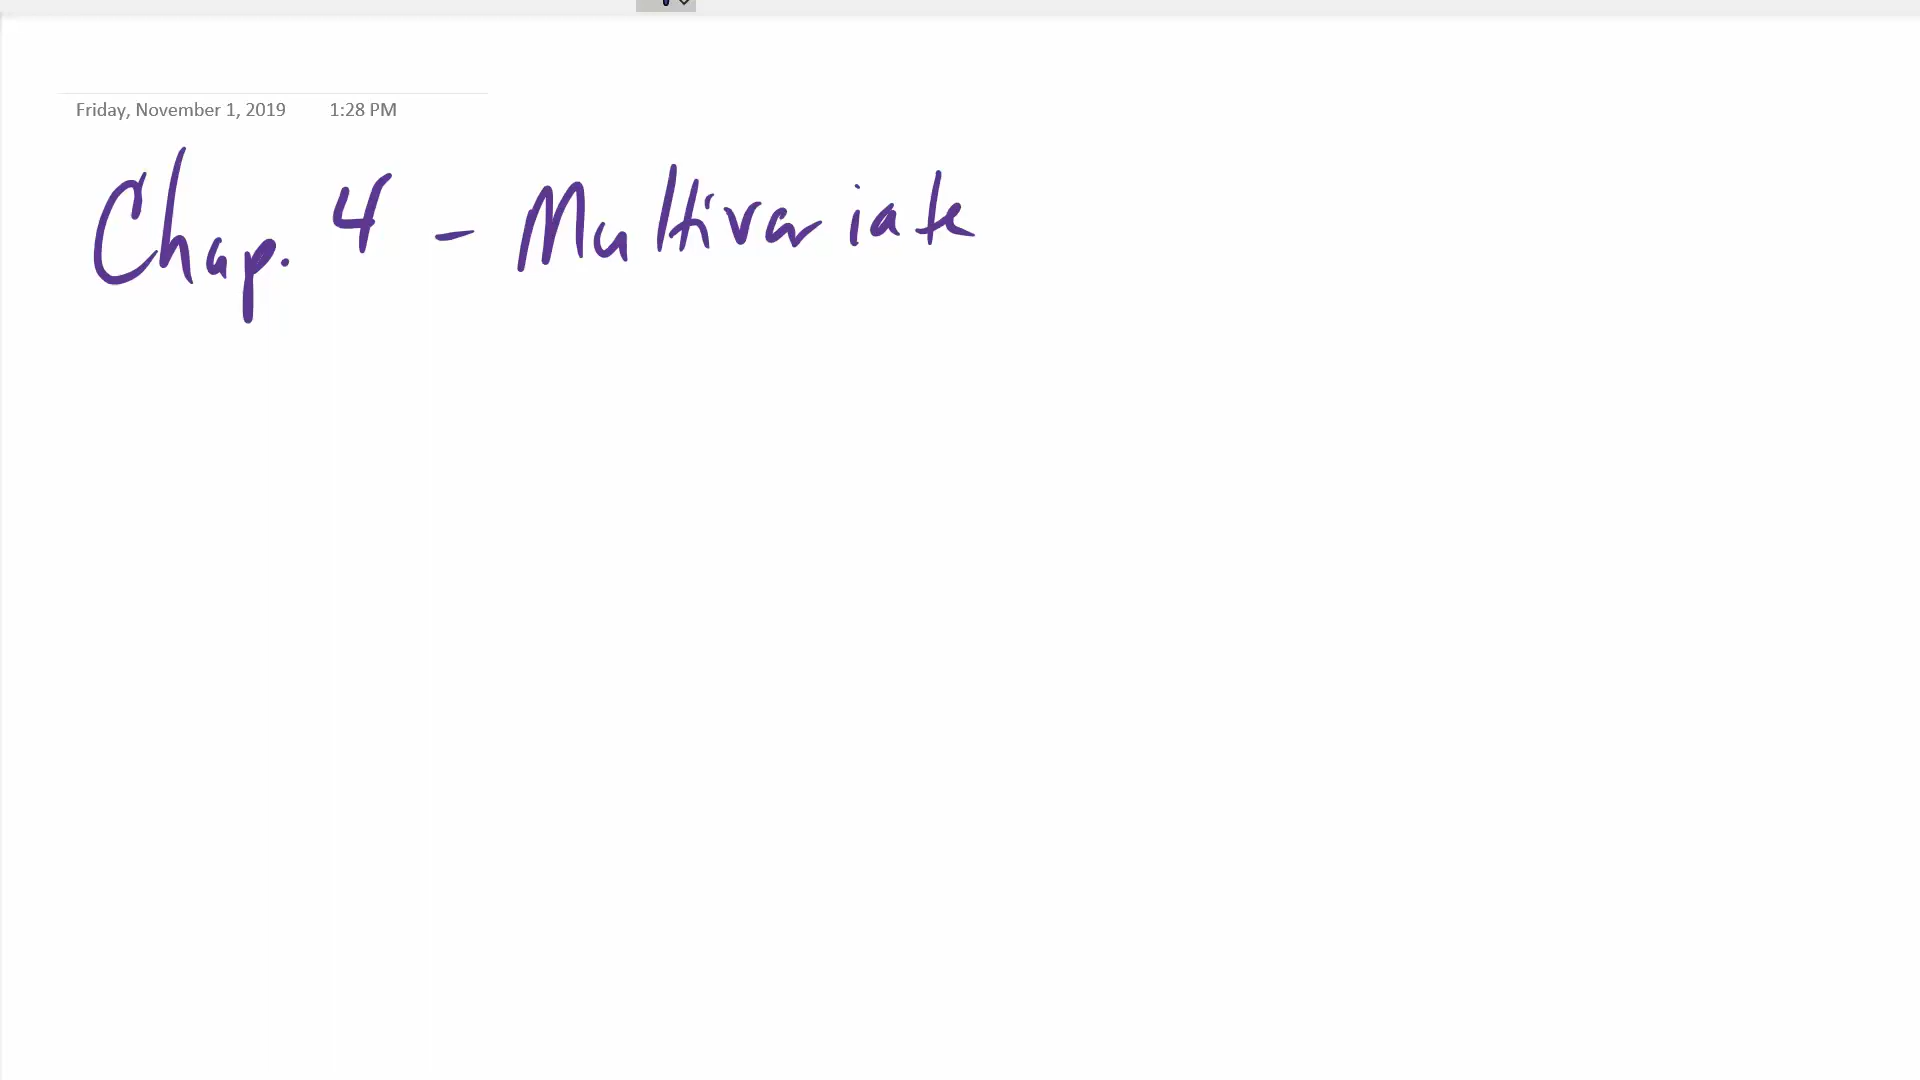 Friday, November 1, 2019 1:28 PM
Chap. 4 - Multivariate